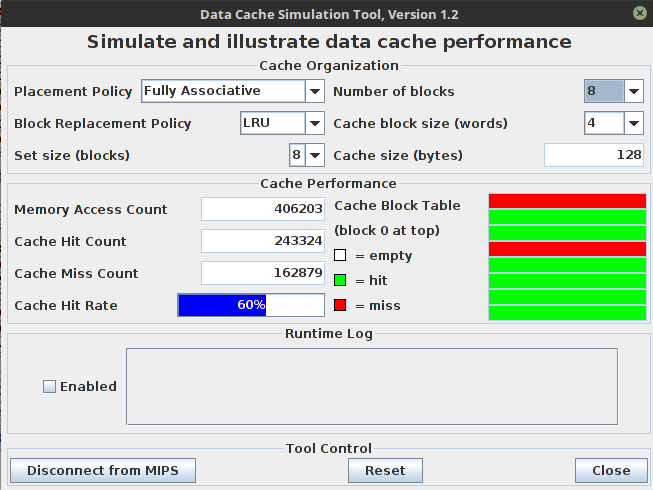 Data Cache Simulation Tool, Version 1.2
Simulate and illustrate data cache performance
Cache Organization
Placement Policy Fully Associative Number of blocks 8
Block Replacement Policy LRU Cache block size (words) 4
Set size (blocks) 8 Cache size (bytes) 128
Cache Performance
Memory Access Count 406203 Cache Block Table
(block 0 at top)
Cache Hit Count 243324
= empty
Cache Miss Count 162879 = hit
Cache Hit Rate 60% = miss
Runtime Log
Enabled
Tool Control
Disconnect from MIPS Reset Close